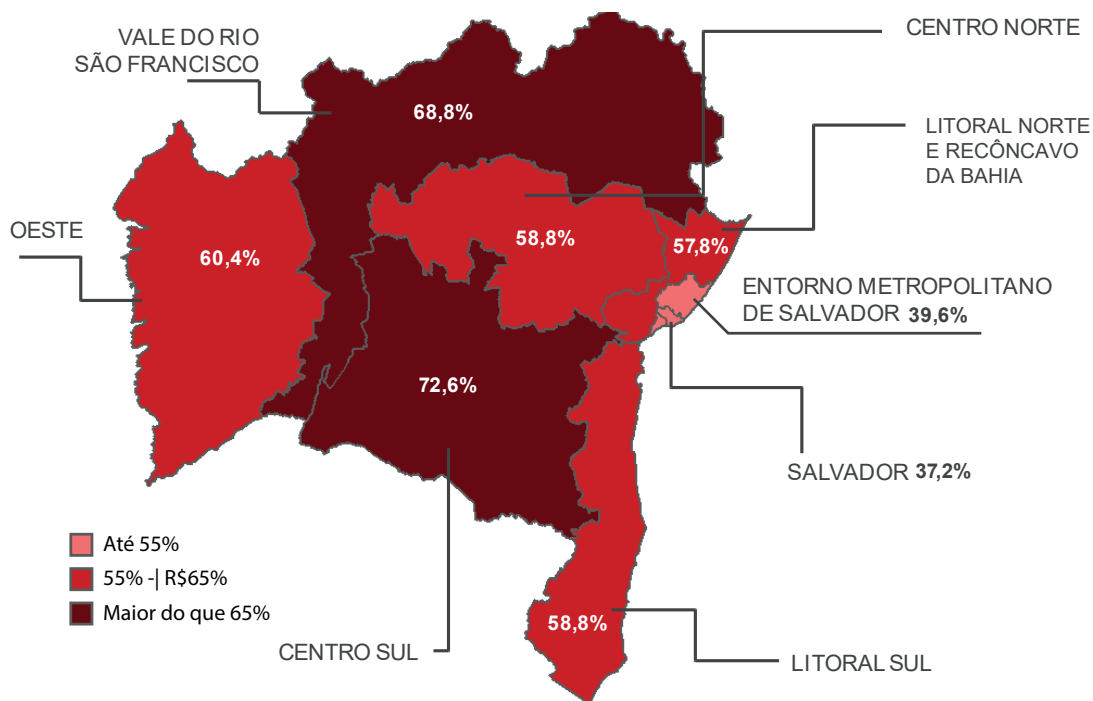 VALE DO RIO
SÃO FRANCISCO
CENTRO NORTE
68,8%
LITORAL NORTE
E RECÔNCAVO
DA BAHIA
OESTE
60,4%
58,8%
57,8%
ENTORNO METROPOLITANO
DE SALVADOR 39,6%
72,6%
SALVADOR 37,2%
Até 55%
55% -| R$65%
Maior do que 65%
58,8%
CENTRO SUL
LITORAL SUL